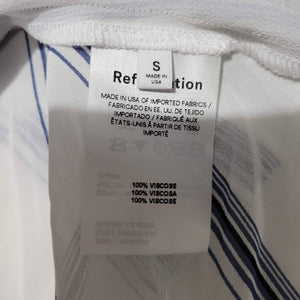 S
MADE IN
USA
Ref
tion
MADE IN USA OF IMPORTED FABRICS /
FABRICADO EN EE. UU. DE TEJIDO
IMPORTADO / FABRIQUÉ AUX
ÉTATS-UNIS À PARTIR DE TISSU
IMPORTÉ
100% VISCOSE
100% VISCOSA
100% VISCOSE